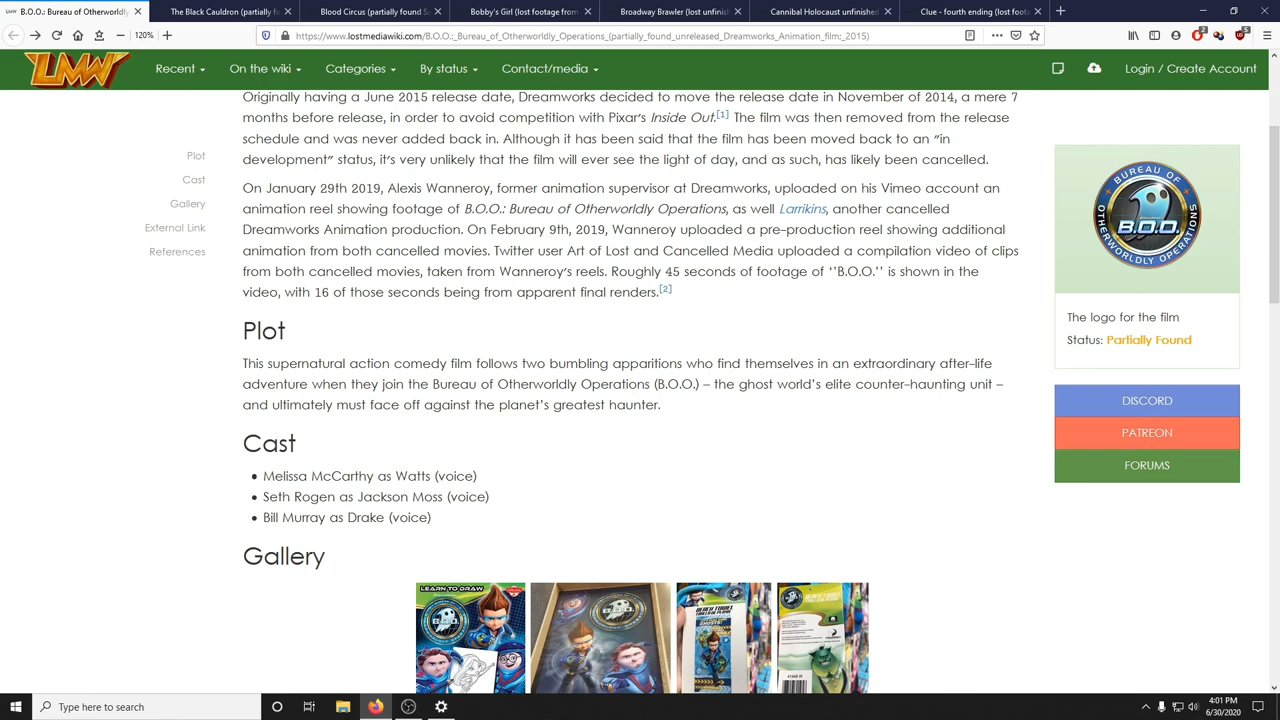 B.O.O.: Bureau of Otherworldly
The Black Cauldron (partially fo
Blood Circus (partially found Se
Bobby's Girl (lost footage from
Broadway Brawler (lost unfinish
Cannibal Holocaust unfinished
Clue - fourth ending (lost foota
120%
https://www.lostmediawiki.com/B.O.O.:_Bureau_of_Otherworldly_Operations_(partially_found_unreleased_Dreamworks_Animation_film;_2015)
LMW
Recent
On the wiki
Categories
By status
Contact/media
Login / Create Account
Originally having a June 2015 release date, Dreamworks decided to move the release date in November of 2014, a mere 7
months before release, in order to avoid competition with Pixar's Inside Out.[1] The film was then removed from the release
schedule and was never added back in. Although it has been said that the film has been moved back to an "in
development" status, it's very unlikely that the film will ever see the light of day, and as such, has likely been cancelled.
On January 29th 2019, Alexis Wanneroy, former animation supervisor at Dreamworks, uploaded on his Vimeo account an
animation reel showing footage of B.O.O.: Bureau of Otherworldly Operations, as well Larrikins, another cancelled
Dreamworks Animation production. On February 9th, 2019, Wanneroy uploaded a pre-production reel showing additional
animation from both cancelled movies. Twitter user Art of Lost and Cancelled Media uploaded a compilation video of clips
from both cancelled movies, taken from Wanneroy's reels. Roughly 45 seconds of footage of ''B.O.O.'' is shown in the
video, with 16 of those seconds being from apparent final renders.[2]
Plot
Cast
Gallery
External Link
References
Plot
This supernatural action comedy film follows two bumbling apparitions who find themselves in an extraordinary after-life
adventure when they join the Bureau of Otherworldly Operations (B.O.O.) – the ghost world's elite counter-haunting unit –
and ultimately must face off against the planet's greatest haunter.
Cast
Melissa McCarthy as Watts (voice)
Seth Rogen as Jackson Moss (voice)
Bill Murray as Drake (voice)
Gallery
LEARN TO DRAW
B.O.O.
BEACH TOWEL
BUREAU OF
B.O.O.
OTHERWORLDLY OPERATIONS
The logo for the film
Status: Partially Found
DISCORD
PATREON
FORUMS
Type here to search
4:01 PM
6/30/2020